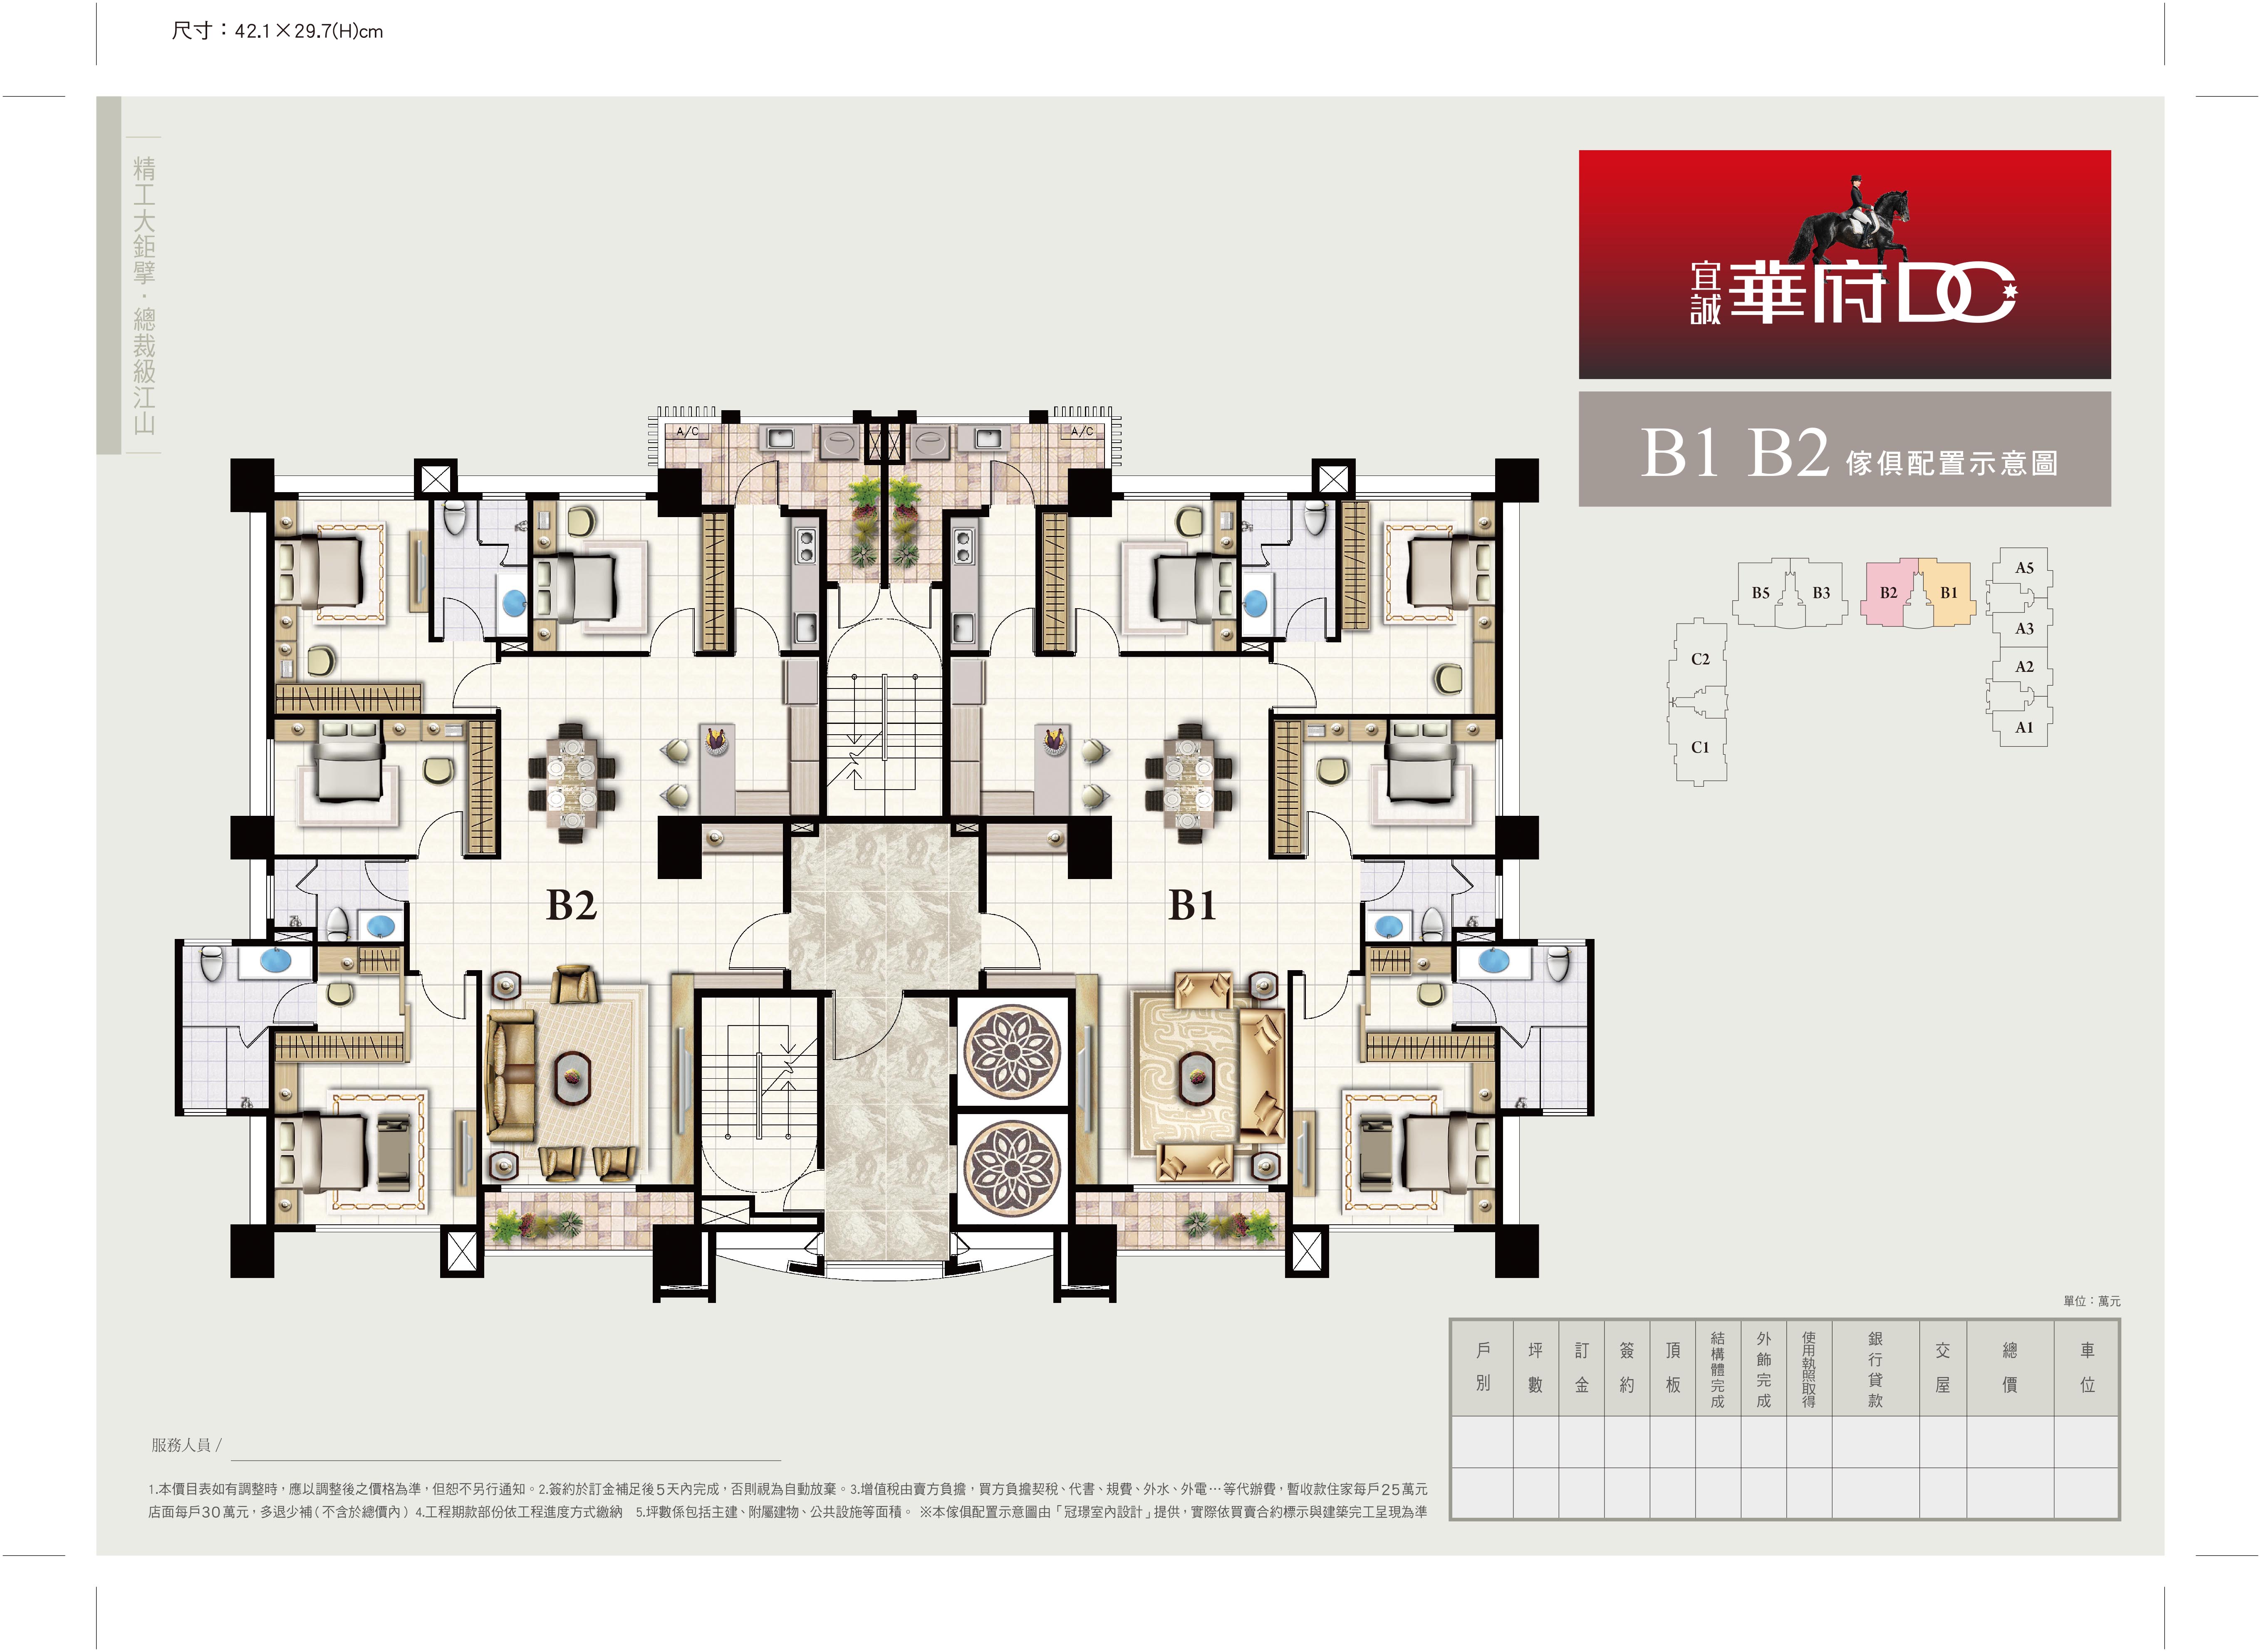 尺寸：42.1×29.7(H)cm
精工大鉅擘．總裁級江山
宜誠 華府DC
B1 B2 傢俱配置示意圖
A/C
A/C
B2
B1
B5
B3
B2
B1
A5
A3
A2
A1
C2
C1
單位：萬元
戶別 坪數 訂金 簽約 頂板 結構體完成 外飾完成 使用執照取得 銀行貸款 交屋 總價 車位
服務人員 /
1.本價目表如有調整時，應以調整後之價格為準，但恕不另行通知。2.簽約於訂金補足後5天內完成，否則視為自動放棄。3.增值稅由賣方負擔，買方負擔契稅、代書、規費、外水、外電…等代辦費，暫收款住家每戶25萬元
店面每戶30萬元，多退少補（不含於總價內）4.工程期款部份依工程進度方式繳納　5.坪數係包括主建、附屬建物、公共設施等面積。 ※本傢俱配置示意圖由「冠璟室內設計」提供，實際依買賣合約標示與建築完工呈現為準